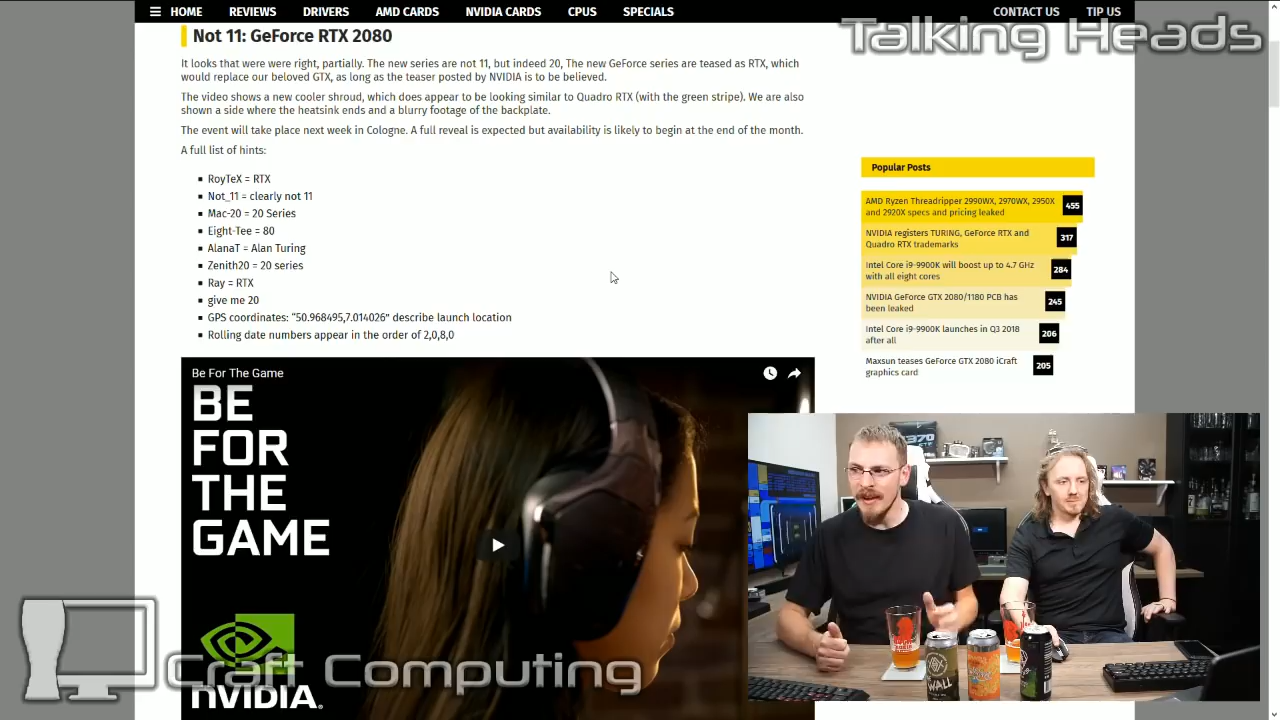 HOME REVIEWS DRIVERS AMD CARDS NVIDIA CARDS CPUS SPECIALS CONTACT US TIP US
Talking Heads
Not 11: GeForce RTX 2080
It looks that were were right, partially. The new series are not 11, but indeed 20, The new GeForce series are teased as RTX, which
would replace our beloved GTX, as long as the teaser posted by NVIDIA is to be believed.
The video shows a new cooler shroud, which does appear to be looking similar to Quadro RTX (with the green stripe). We are also
shown a side where the heatsink ends and a blurry footage of the backplate.
The event will take place next week in Cologne. A full reveal is expected but availability is likely to begin at the end of the month.
A full list of hints:
RoyTeX = RTX
Not_11 = clearly not 11
Mac-20 = 20 Series
Eight-Tee = 80
AlanaT = Alan Turing
Zenith20 = 20 series
Ray = RTX
give me 20
GPS coordinates: "50.968495,7.014026" describe launch location
Rolling date numbers appear in the order of 2,0,8,0
Popular Posts
AMD Ryzen Threadripper 2990WX, 2970WX, 2950X
and 2920X specs and pricing leaked
455
NVIDIA registers TURING, GeForce RTX and
Quadro RTX trademarks
317
Intel Core i9-9900K will boost up to 4.7 GHz
with all eight cores
284
NVIDIA GeForce GTX 2080/1180 PCB has
been leaked
245
Intel Core i9-9900K launches in Q3 2018
after all
206
Maxsun teases GeForce GTX 2080 iCraft
graphics card
205
Be For The Game
BE
FOR
THE
GAME
NVIDIA.
Craft Computing
WALL